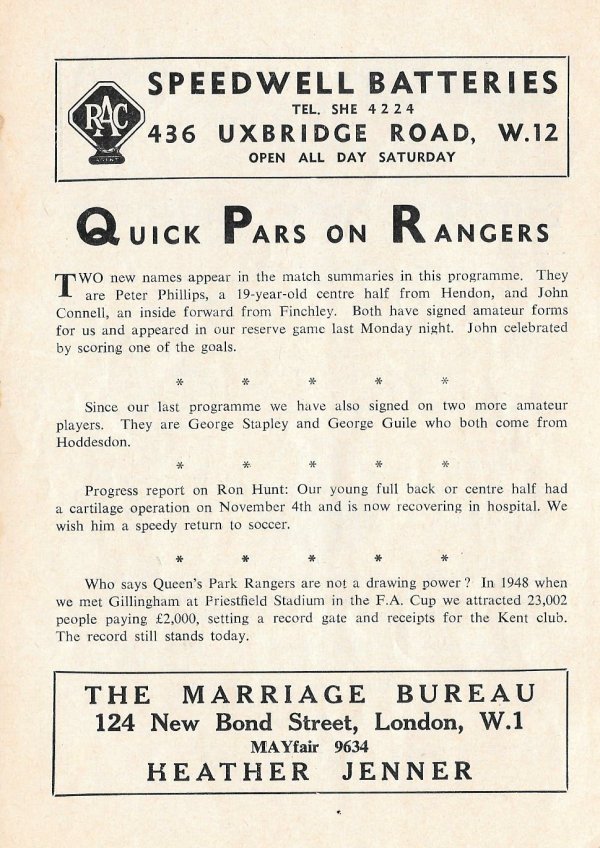 SPEEDWELL BATTERIES
RAC
TEL. SHE 4224
436 UXBRIDGE ROAD, W.12
AGENT
OPEN ALL DAY SATURDAY
QUICK PARS ON RANGERS
TWO new names appear in the match summaries in this programme. They
are Peter Phillips, a 19-year-old centre half from Hendon, and John
Connell, an inside forward from Finchley. Both have signed amateur forms
for us and appeared in our reserve game last Monday night. John celebrated
by scoring one of the goals.
* * * * *
Since our last programme we have also signed on two more amateur
players. They are George Stapley and George Guile who both come from
Hoddesdon.
* * * * *
Progress report on Ron Hunt: Our young full back or centre half had
a cartilage operation on November 4th and is now recovering in hospital. We
wish him a speedy return to soccer.
* * * * *
Who says Queen's Park Rangers are not a drawing power? In 1948 when
we met Gillingham at Priestfield Stadium in the F.A. Cup we attracted 23,002
people paying £2,000, setting a record gate and receipts for the Kent club.
The record still stands today.
THE MARRIAGE BUREAU
124 New Bond Street, London, W.1
MAYfair 9634
HEATHER JENNER